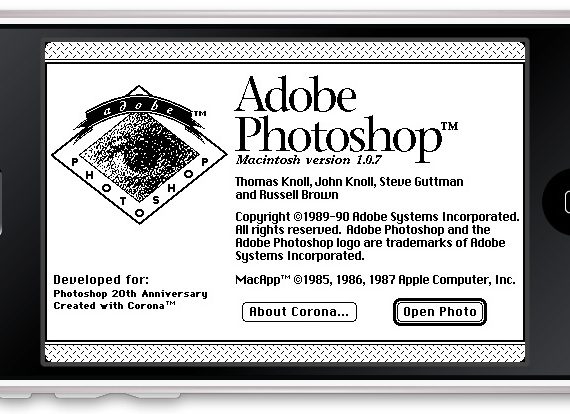 adobe™
PHOTOSHOP
Adobe
Photoshop™
Macintosh version 1.0.7
Thomas Knoll, John Knoll, Steve Guttman
and Russell Brown
Copyright ©1989-90 Adobe Systems Incorporated.
All rights reserved. Adobe Photoshop and the
Adobe Photoshop logo are trademarks of Adobe
Systems Incorporated.
MacApp™ ©1985, 1986, 1987 Apple Computer, Inc.
Developed for:
Photoshop 20th Anniversary
Created with Corona™
About Corona...
Open Photo